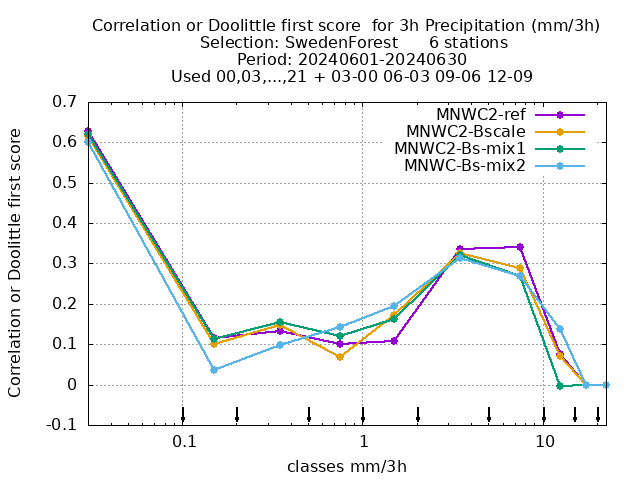 Correlation or Doolittle first score  for 3h Precipitation (mm/3h)
Selection: SwedenForest      6 stations
Period: 20240601-20240630
Used 00,03,...,21 + 03-00 06-03 09-06 12-09
Correlation or Doolittle first score
0.7
0.6
0.5
0.4
0.3
0.2
0.1
0
-0.1
MNWC2-ref
MNWC2-Bscale
MNWC2-Bs-mix1
MNWC-Bs-mix2
0.1
1
10
classes mm/3h